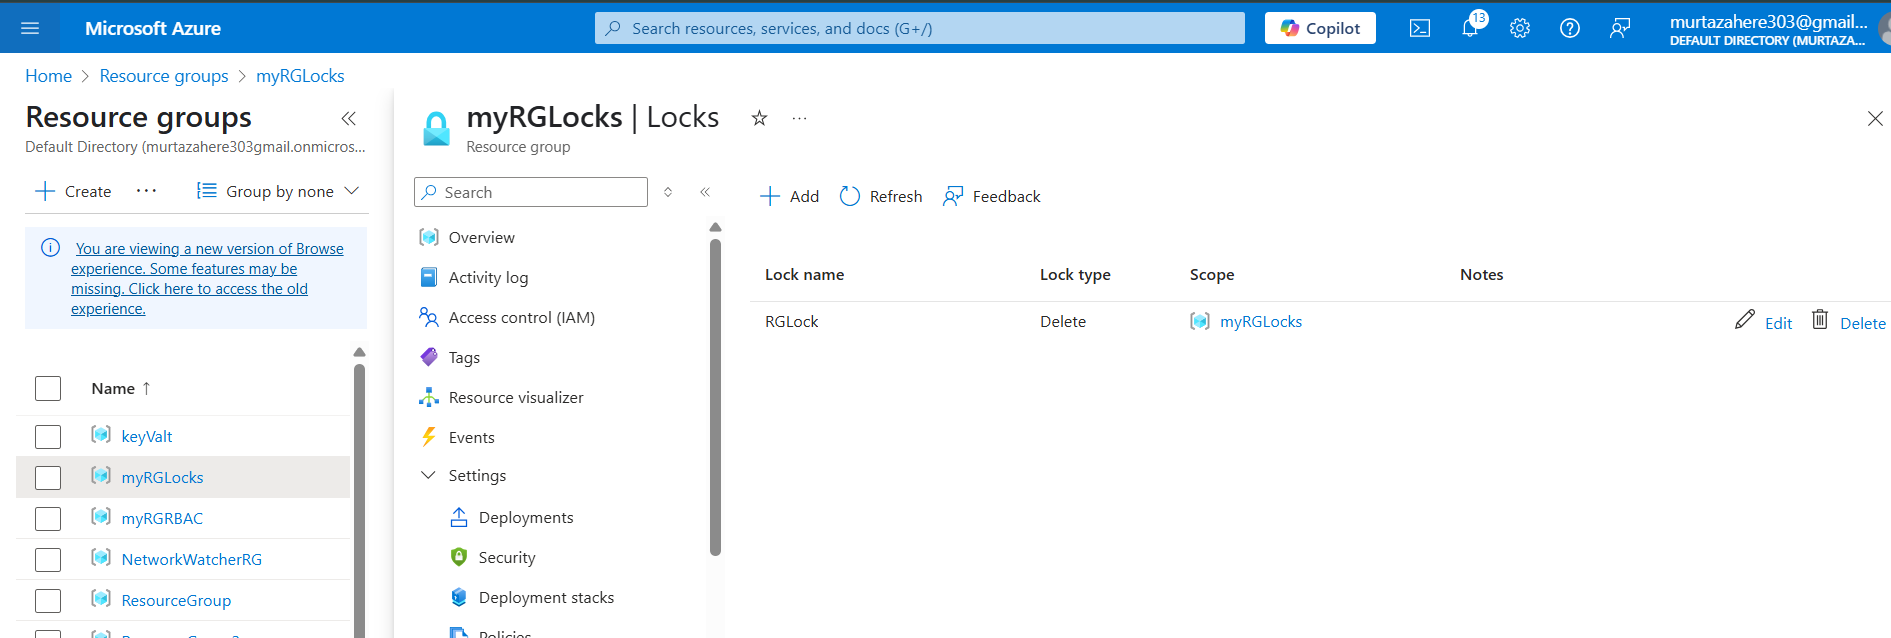 Microsoft Azure
Search resources, services, and docs (G+/)
Copilot
13
murtazahere303@gmail...
DEFAULT DIRECTORY (MURTAZA...
Home > Resource groups > myRGLocks
Resource groups
Default Directory (murtazahere303gmail.onmicros...
Create
Group by none
You are viewing a new version of Browse
experience. Some features may be
missing. Click here to access the old
experience.
Name ↑
keyValt
myRGLocks
myRGRBAC
NetworkWatcherRG
ResourceGroup
myRGLocks | Locks
Resource group
Search
Overview
Activity log
Access control (IAM)
Tags
Resource visualizer
Events
Settings
Deployments
Security
Deployment stacks
Policies
Add Refresh Feedback
Lock name Lock type Scope Notes
RGLock Delete myRGLocks Edit Delete